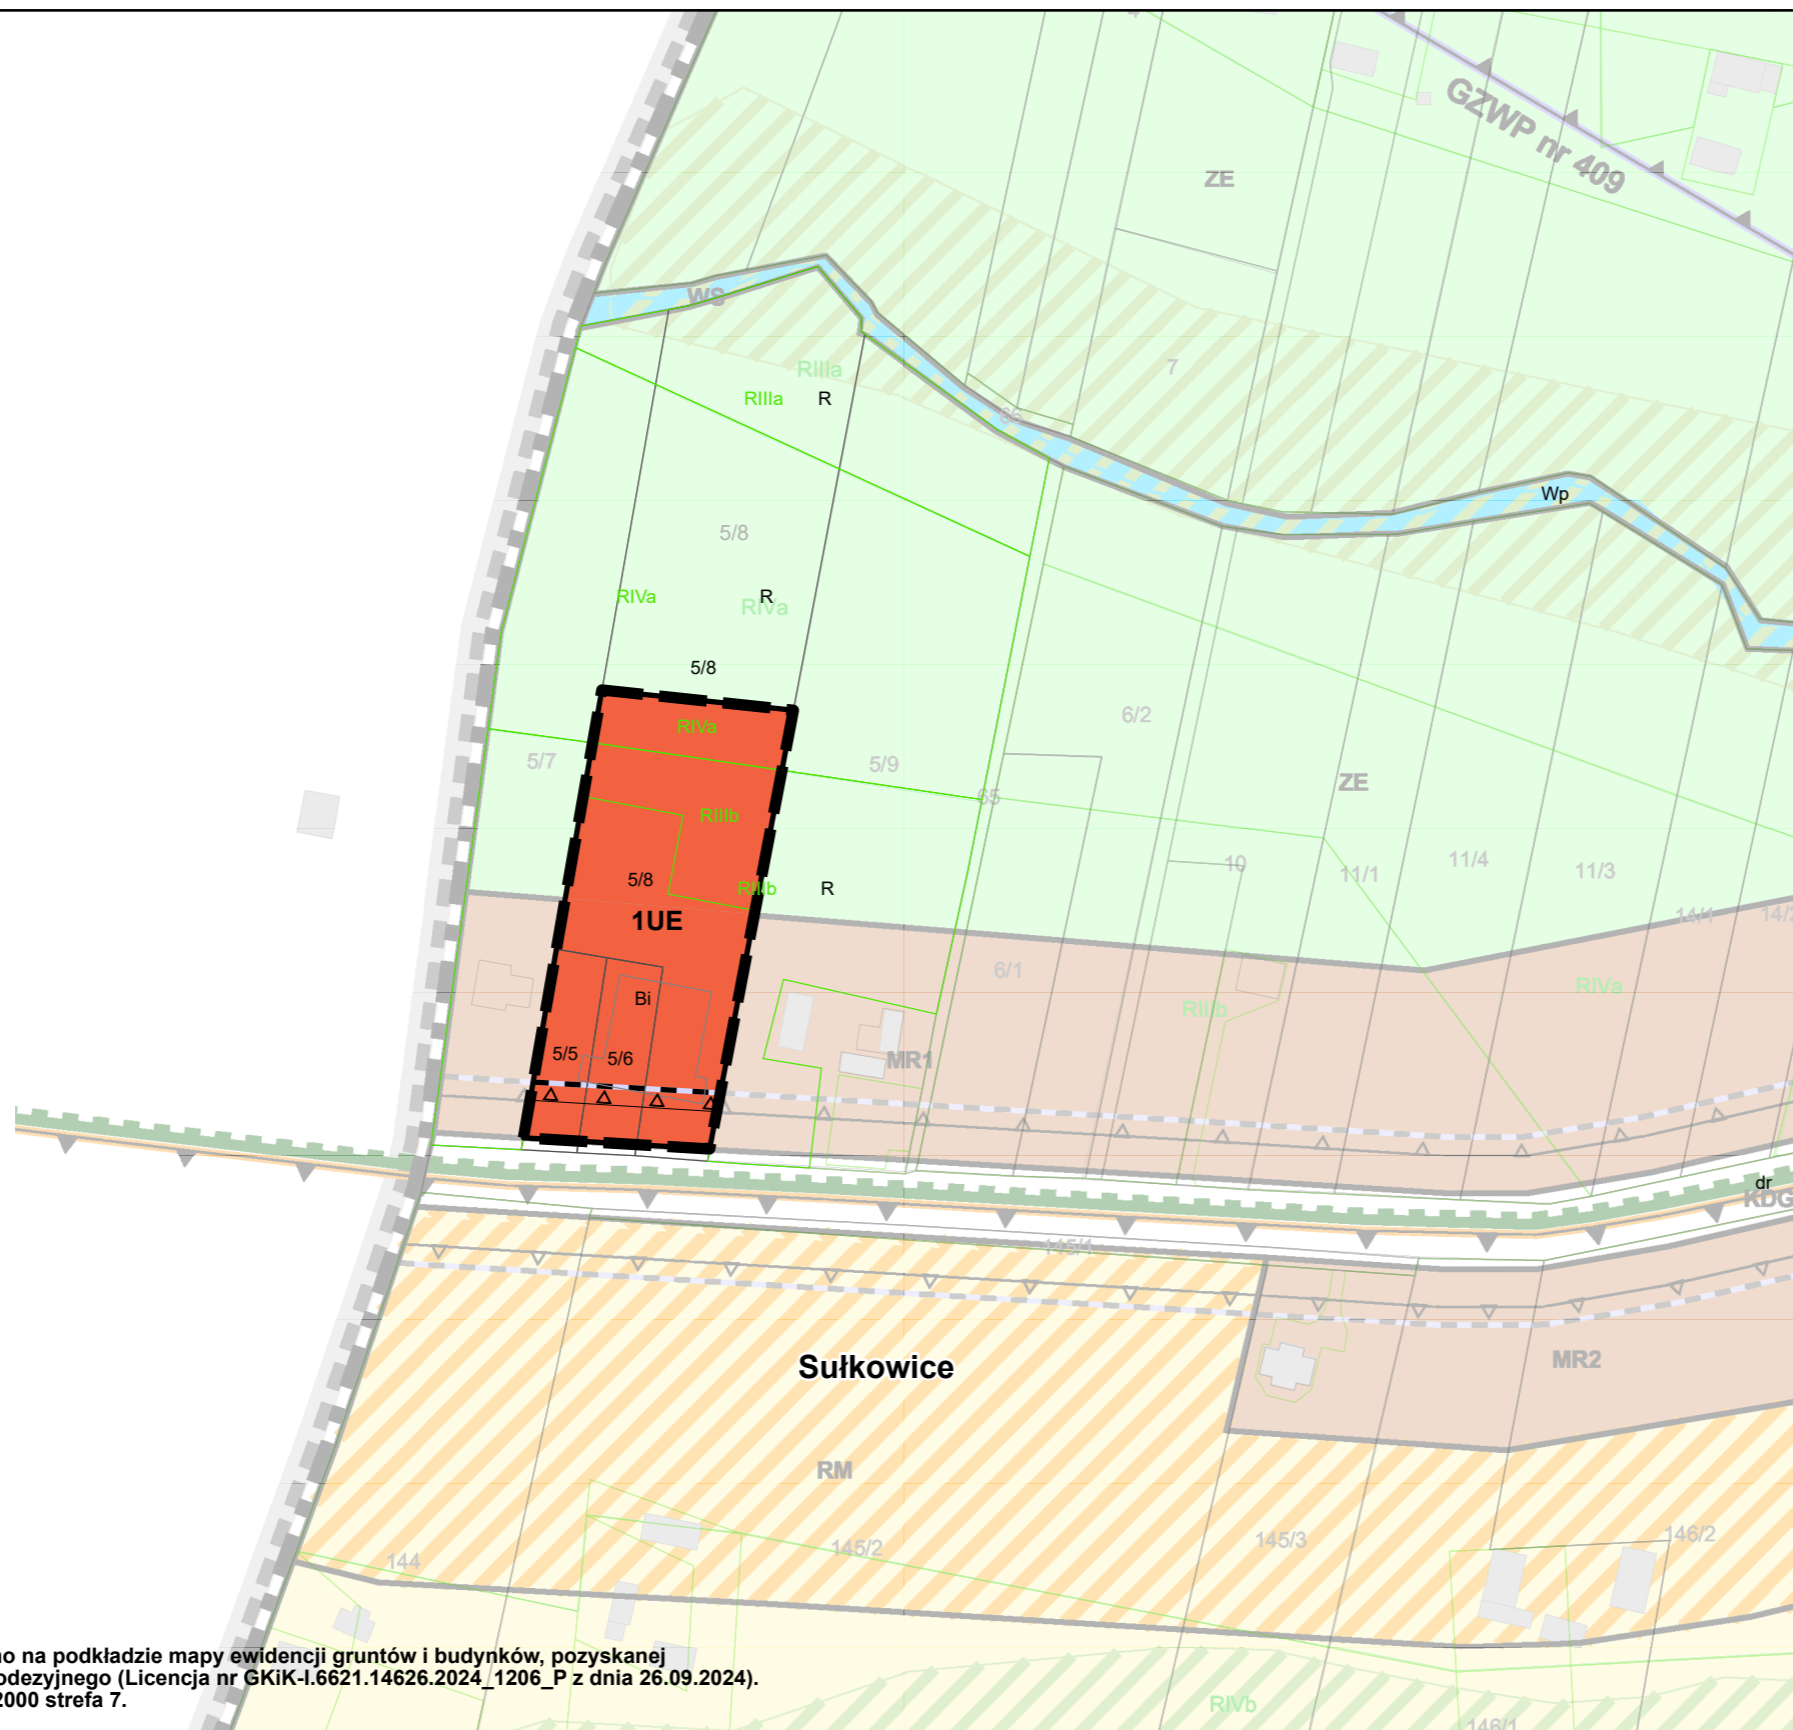 GZWP nr 409
ZE
WS
7
RIIIa
RIIIa
R
66
Wp
5/8
RIVa
R
RIVa
5/8
6/2
RIVa
5/7
5/9
65
ZE
RIIIb
10
11/1
11/4
11/3
5/8
RIIIb
R
14/1
1UE
6/1
Bi
RIIIb
RIVa
5/5
5/6
MR1
dr
KDG
145/1
Sułkowice
MR2
RM
144
145/2
145/3
146/2
na podkładzie mapy ewidencji gruntów i budynków, pozyskanej
odezyjnego (Licencja nr GKiK-I.6621.14626.2024_1206_P z dnia 26.09.2024).
2000 strefa 7.
RIVb
146/1